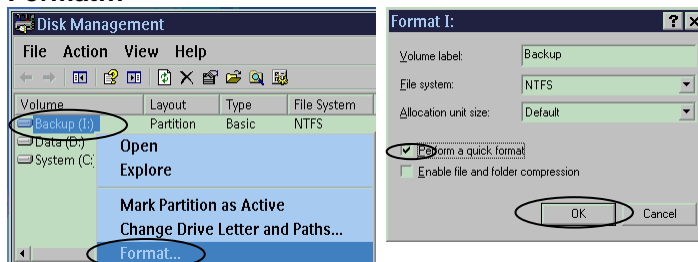 Disk Management
File Action View Help
Volume Layout Type File System
Backup (I:) Partition Basic NTFS
Data (D:)
System (C:
Open
Explore
Mark Partition as Active
Change Drive Letter and Paths...
Format...
Format I:
Volume label: Backup
File system: NTFS
Allocation unit size: Default
Perform a quick format
Enable file and folder compression
OK Cancel